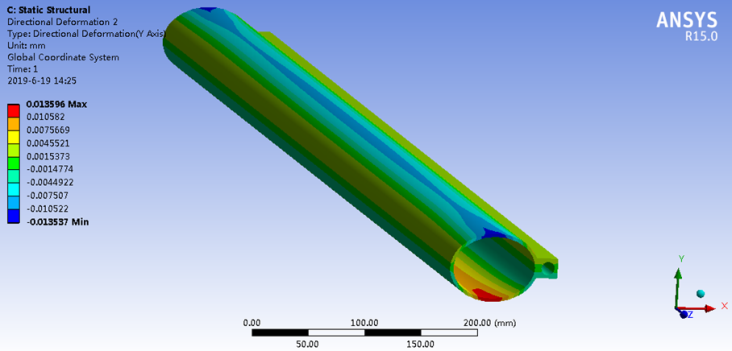 C: Static Structural
Directional Deformation 2
Type: Directional Deformation(Y Axis)
Unit: mm
Global Coordinate System
Time: 1
2019-6-19 14:25
0.013596 Max
0.010582
0.0075669
0.0045521
0.0015373
-0.0014774
-0.0044922
-0.007507
-0.010522
-0.013537 Min
ANSYS
R15.0
0.00 100.00 200.00 (mm)
50.00 150.00
Y
X
Z